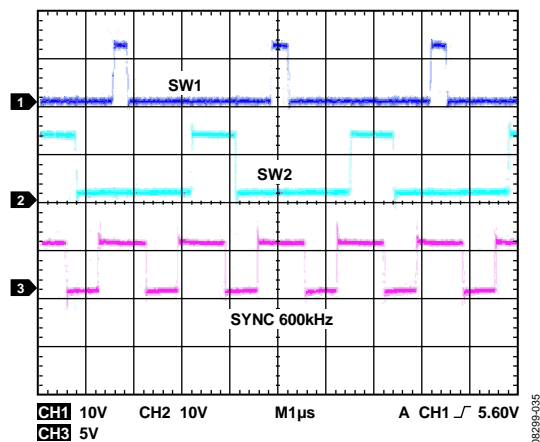 SW1
1
SW2
2
3
SYNC 600kHz
CH1 10V CH2 10V M1µs A CH1 5.60V
CH3 5V
08299-035